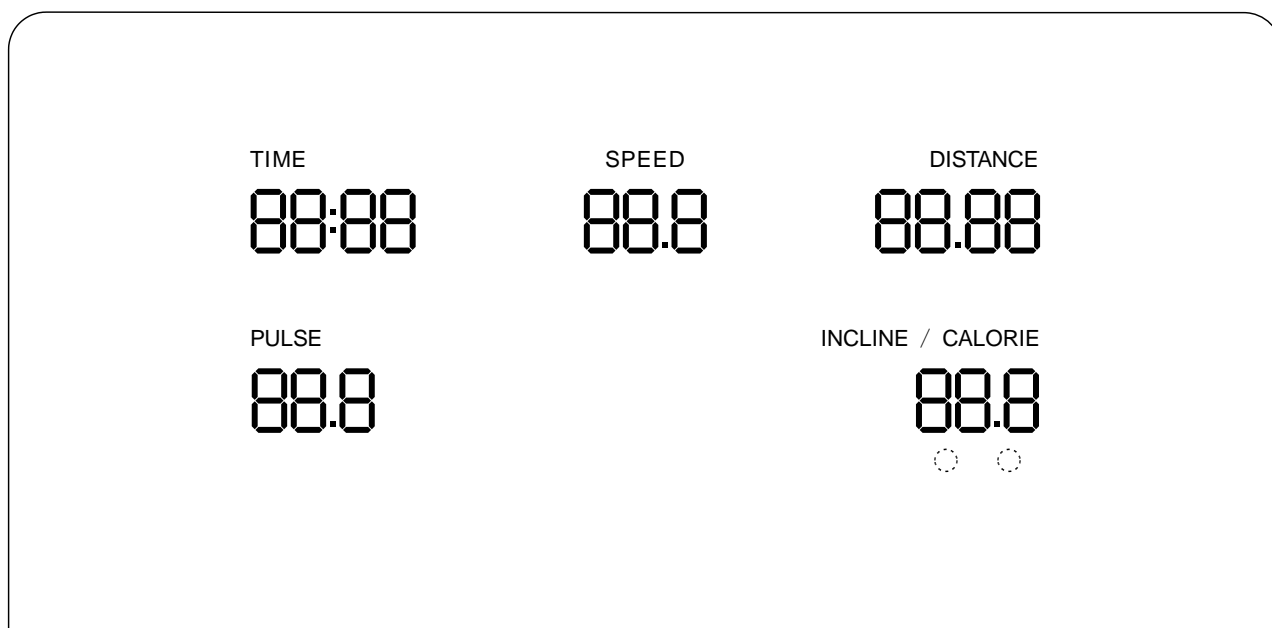 TIME SPEED DISTANCE
88:88 88.8 88.88
PULSE INCLINE / CALORIE
88.8 88.8